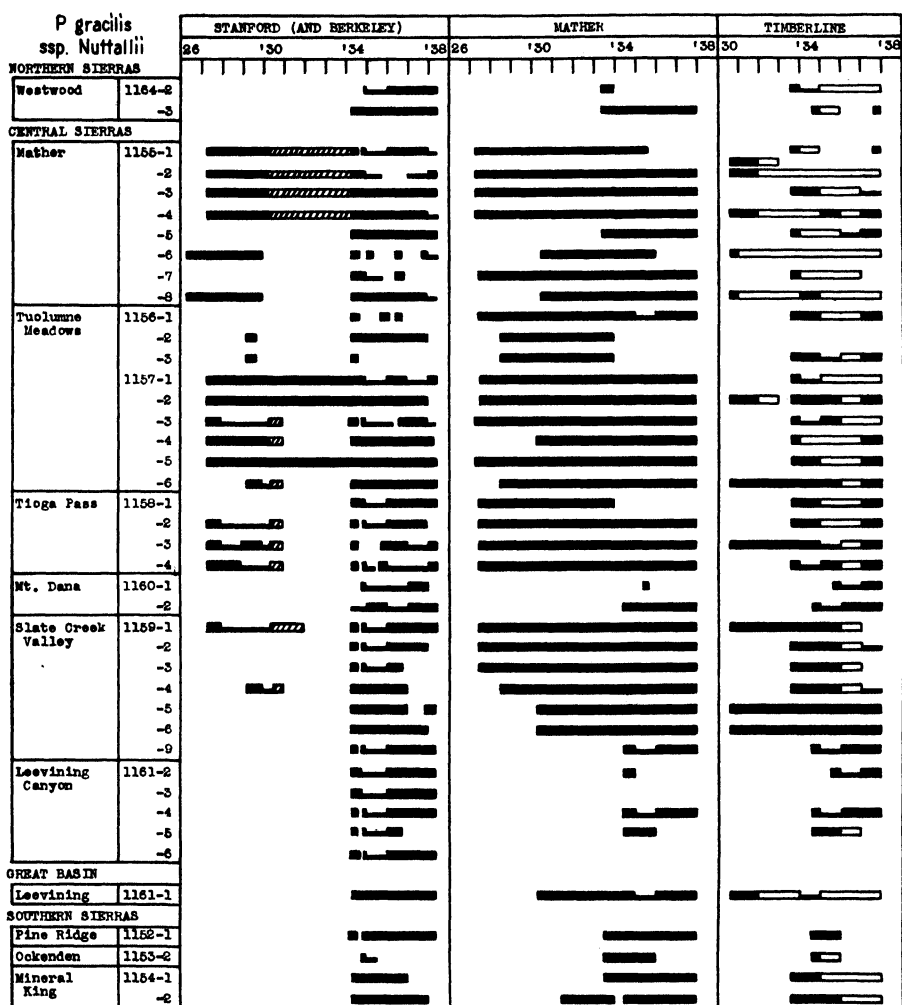 P gracilis
ssp. Nuttallii
STANFORD (AND BERKELEY)
MATHER
TIMBERLINE
26 '30 '34 '38
26 '30 '34 '38
30 '34 '38
NORTHERN SIERRAS
Westwood 1164-2
-3
CENTRAL SIERRAS
Mather 1155-1
-2
-3
-4
-5
-6
-7
-8
Tuolumne
Meadows
1156-1
-2
-3
1157-1
-2
-3
-4
-5
-6
Tioga Pass 1158-1
-2
-3
-4
Mt. Dana 1160-1
-2
Slate Creek
Valley
1159-1
-2
-3
-4
-5
-6
-9
Leevining
Canyon
1161-2
-3
-4
-5
-6
GREAT BASIN
Leevining 1161-1
SOUTHERN SIERRAS
Pine Ridge 1152-1
Ockenden 1153-2
Mineral
King
1154-1
-2